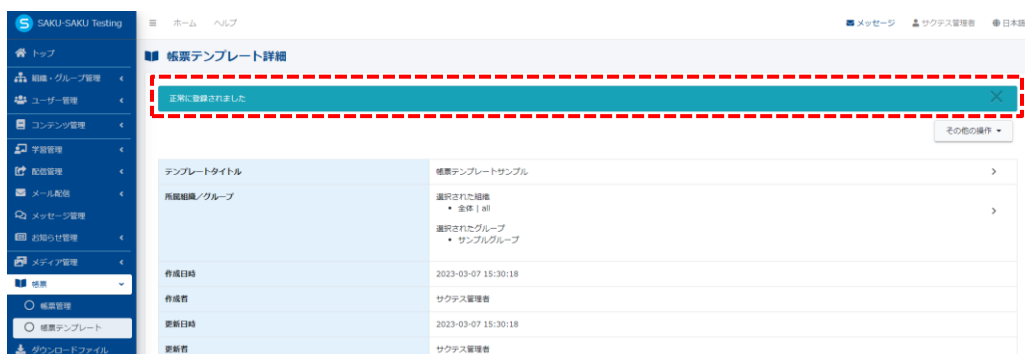 SAKU-SAKU Testing
ホーム ヘルプ
メッセージ サクテス管理者 日本語
トップ
組織・グループ管理
ユーザー管理
コンテンツ管理
学習管理
配信管理
メール配信
メッセージ管理
お知らせ管理
メディア管理
帳票
帳票管理
帳票テンプレート
ダウンロードファイル
帳票テンプレート詳細
正常に登録されました
その他の操作
テンプレートタイトル 帳票テンプレートサンプル
所属組織/グループ 選択された組織
全体 | all
選択されたグループ
サンプルグループ
作成日時 2023-03-07 15:30:18
作成者 サクテス管理者
更新日時 2023-03-07 15:30:18
更新者 サクテス管理者